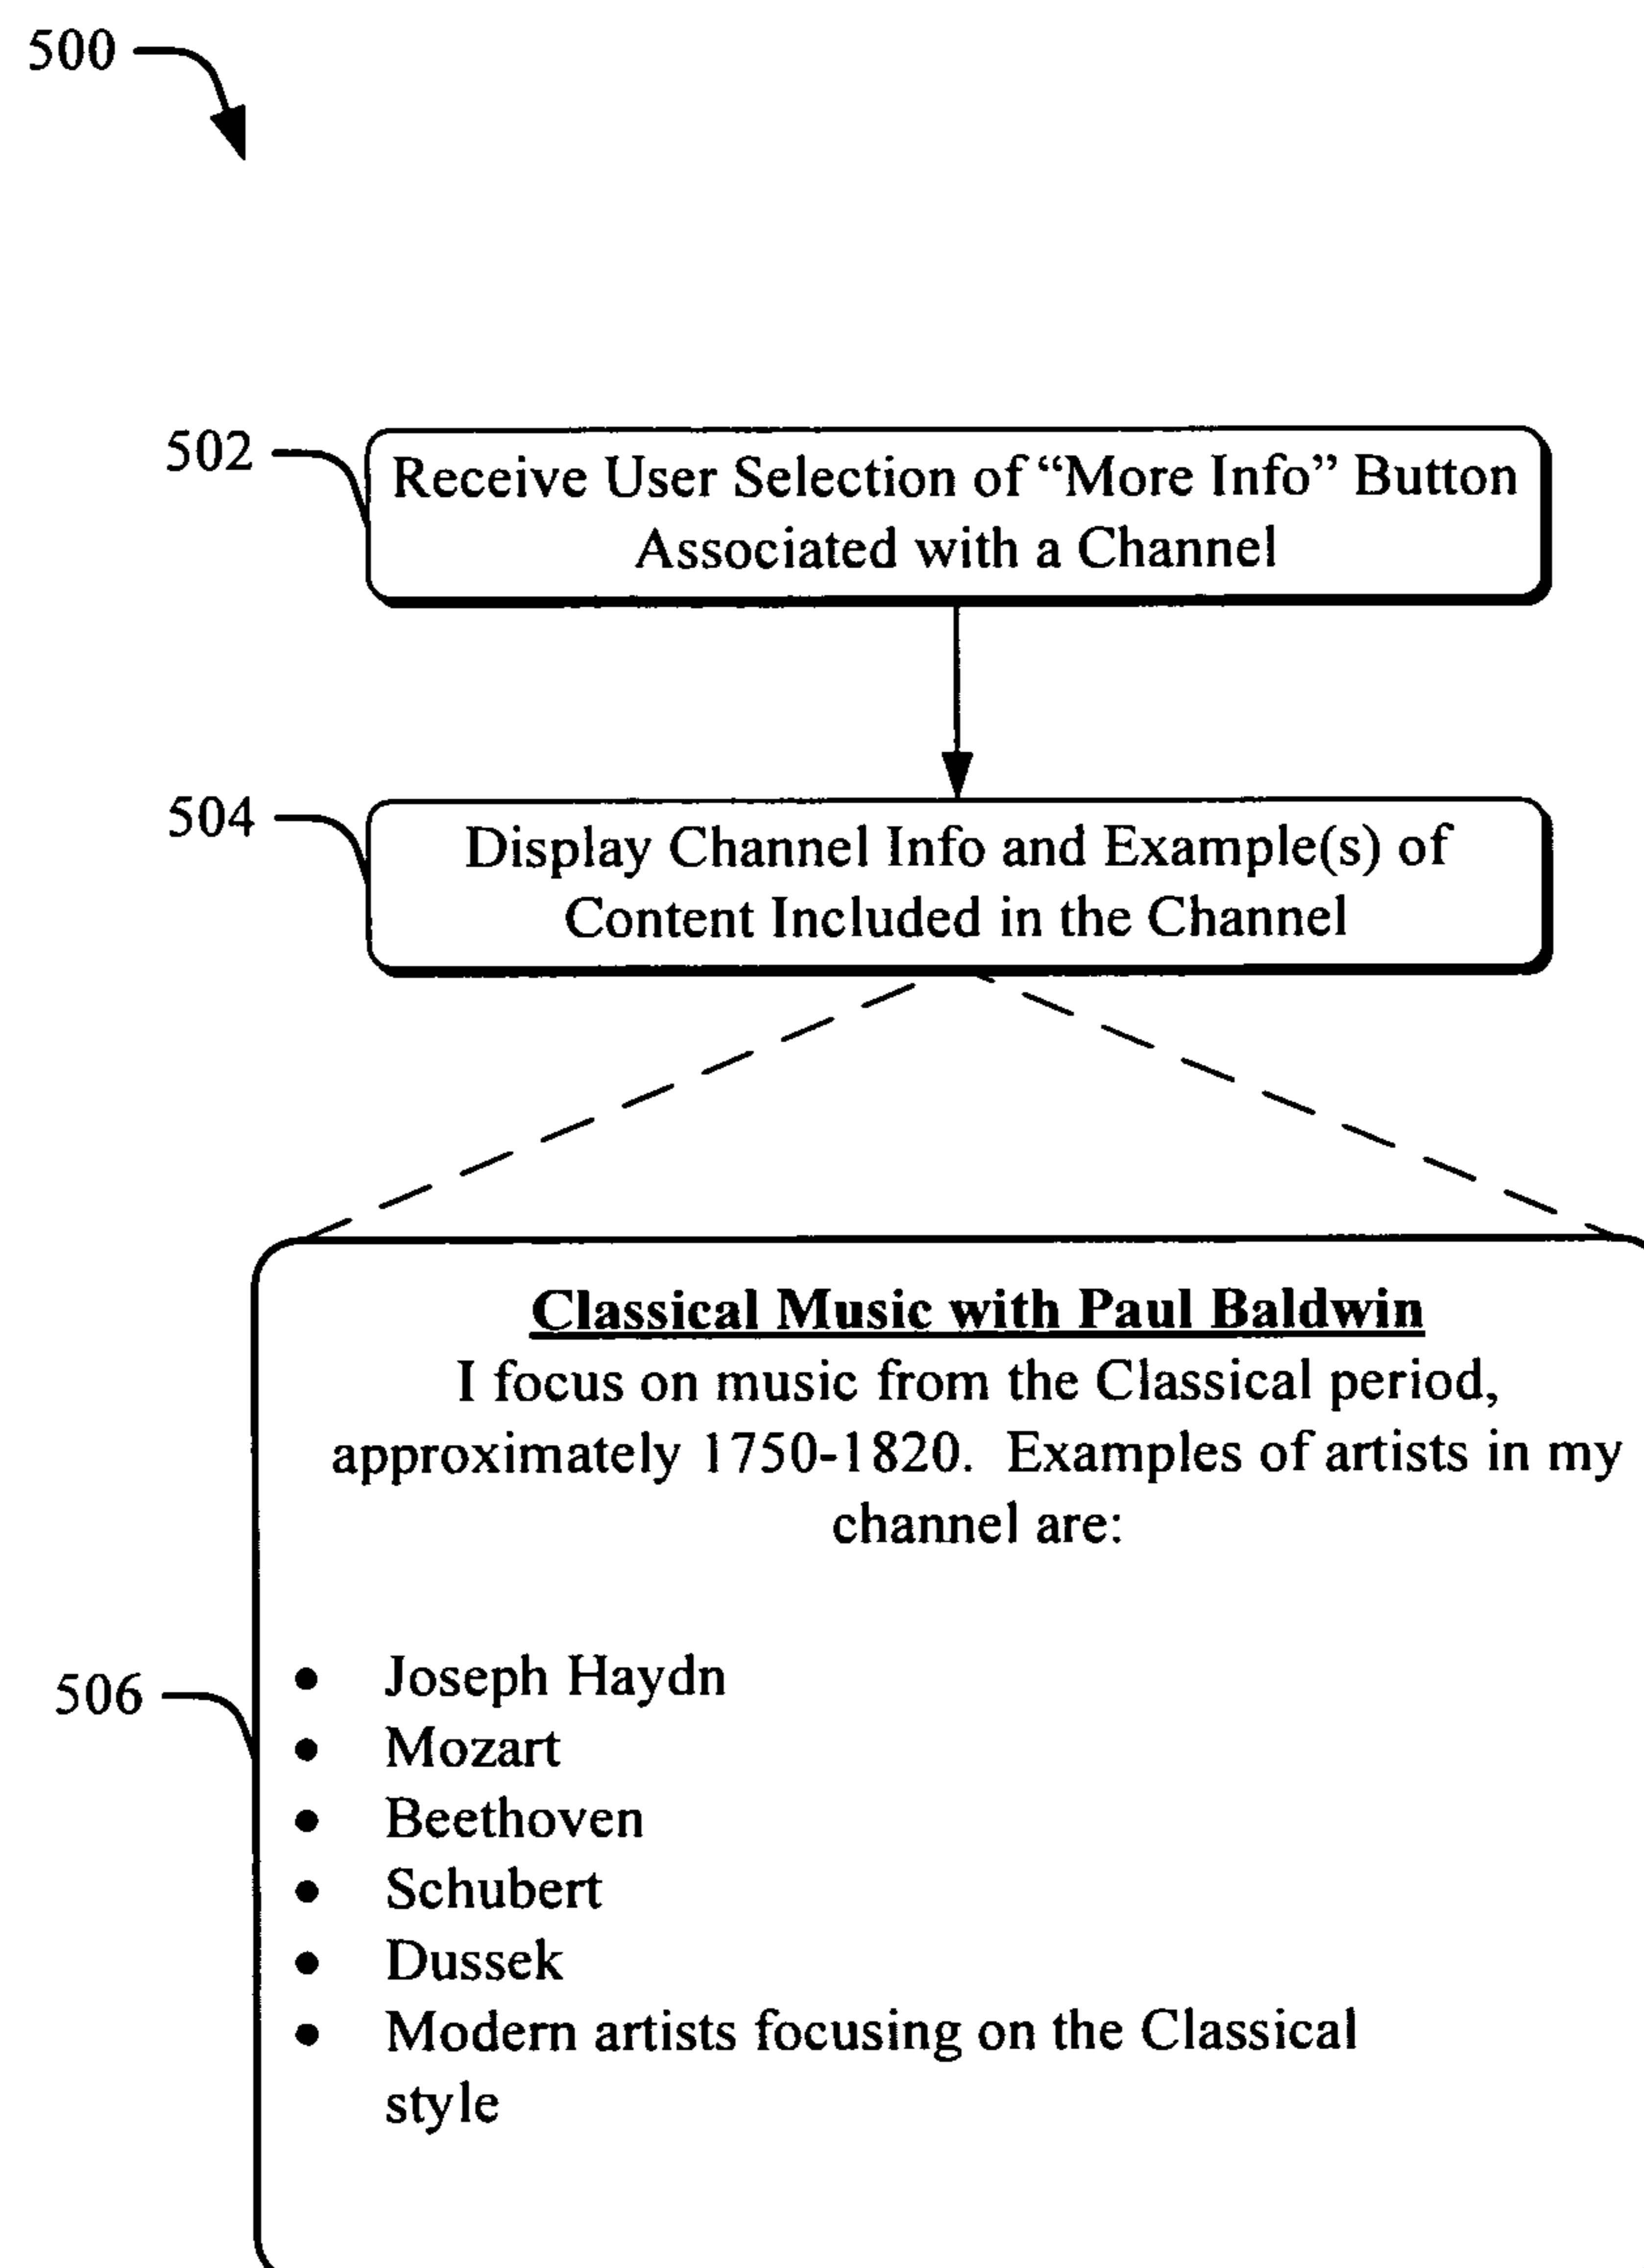 500
502
Receive User Selection of “More Info” Button
Associated with a Channel
504
Display Channel Info and Example(s) of
Content Included in the Channel
Classical Music with Paul Baldwin
I focus on music from the Classical period,
approximately 1750-1820.  Examples of artists in my
channel are:
506
• Joseph Haydn
• Mozart
• Beethoven
• Schubert
• Dussek
• Modern artists focusing on the Classical
style